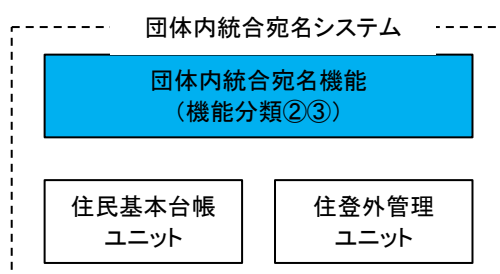 団体内統合宛名システム
団体内統合宛名機能
（機能分類②③）
住民基本台帳
ユニット
住登外管理
ユニット